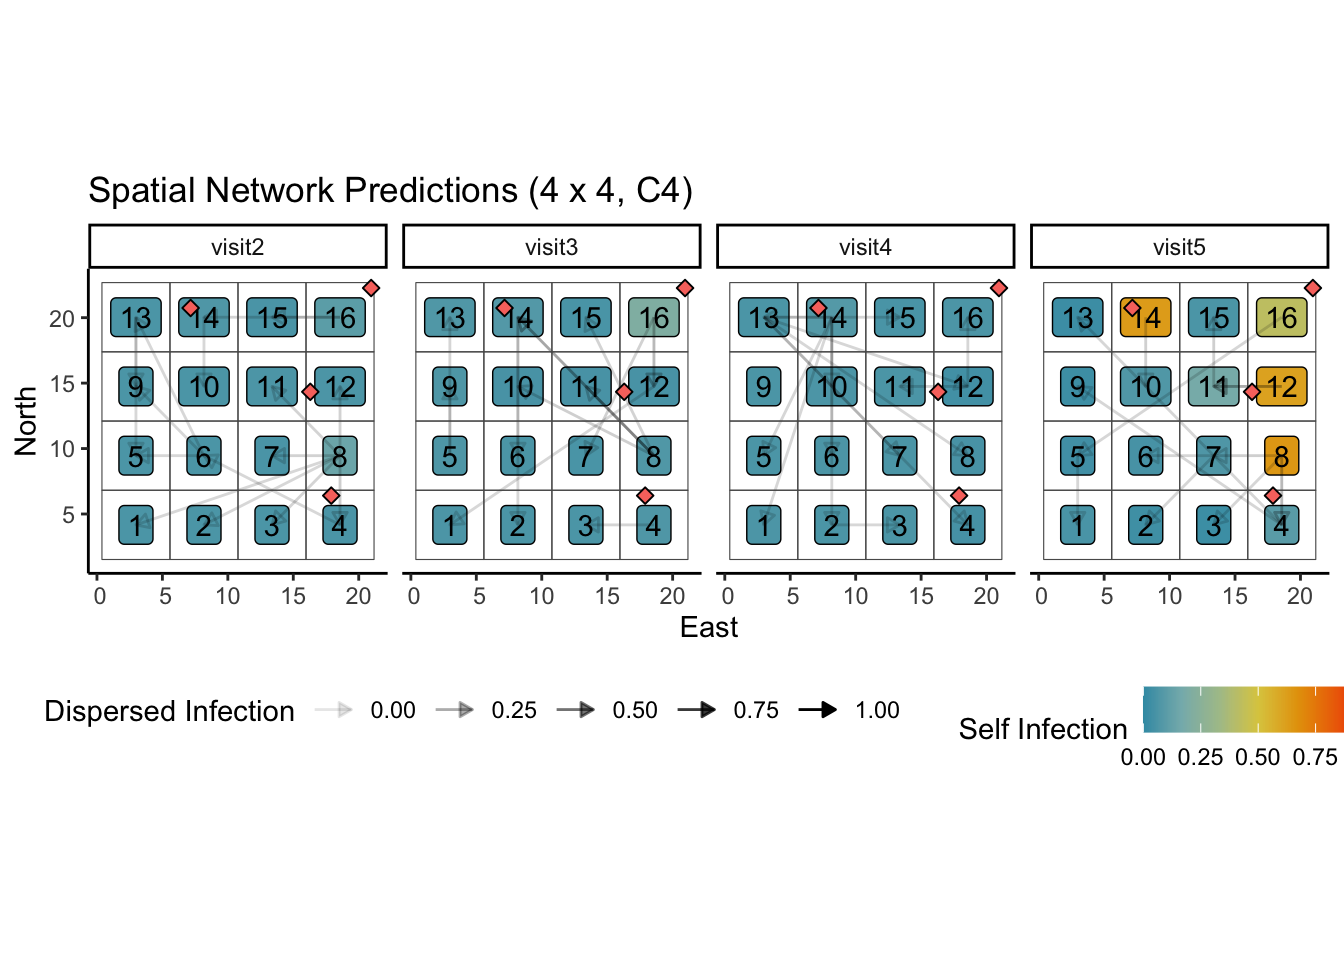 Spatial Network Predictions (4 x 4, C4)
visit2 visit3 visit4 visit5
13 14 15 16 13 14 15 16 13 14 15 16 13 14 15 16
9 10 11 12 9 10 11 12 9 10 11 12 9 10 11 12
5 6 7 8 5 6 7 8 5 6 7 8 5 6 7 8
1 2 3 4 1 2 3 4 1 2 3 4 1 2 3 4
20
15
10
5
North
0 5 10 15 20 0 5 10 15 20 0 5 10 15 20 0 5 10 15 20
East
Dispersed Infection 0.00 0.25 0.50 0.75 1.00
Self Infection
0.00 0.25 0.50 0.75